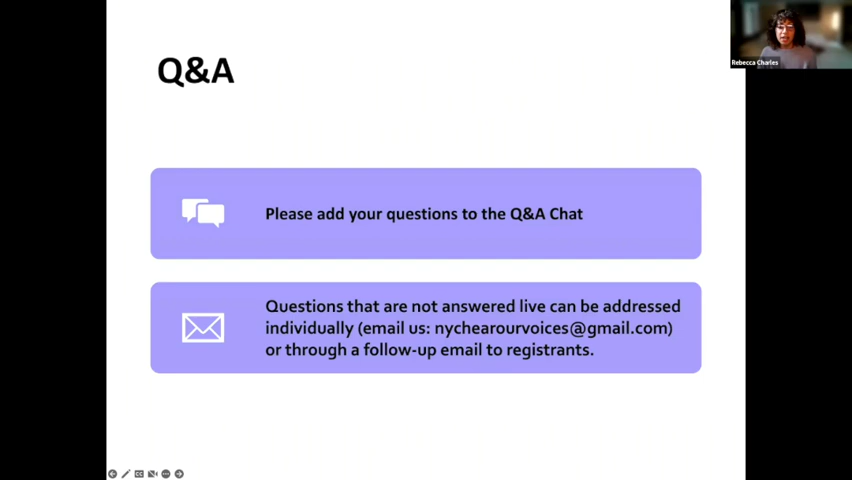 Rebecca Charles
Q&A
Please add your questions to the Q&A Chat
Questions that are not answered live can be addressed
individually (email us: nychearourvoices@gmail.com)
or through a follow-up email to registrants.